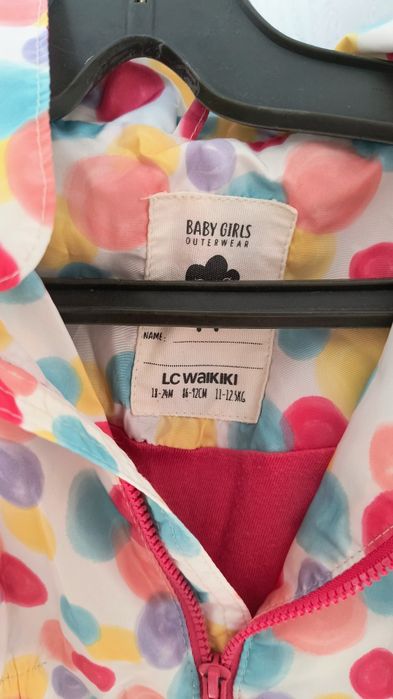 BABY GIRLS
OUTERWEAR
NAME:
LC WAIKIKI
18-24M 86-92CM 11-12.5KG